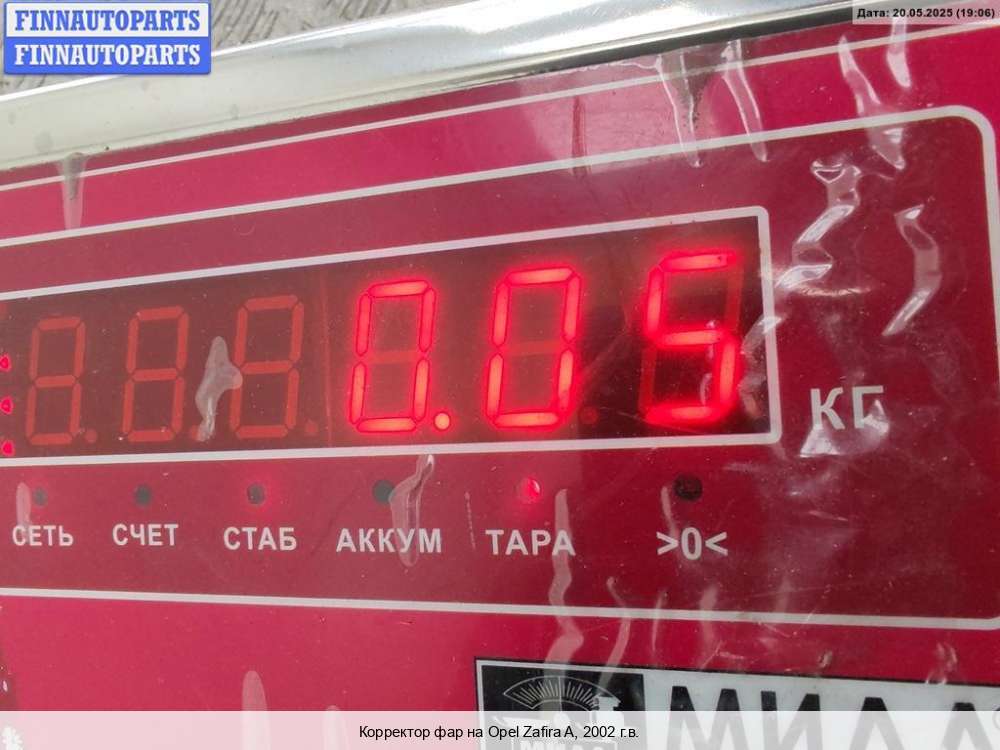 FINNAUTOPARTS
FINNAUTOPARTS
Дата: 20.05.2025 (19:06)
0.05
КГ
СЕТЬ СЧЕТ СТАБ АККУМ ТАРА >0<
Корректор фар на Opel Zafira A, 2002 г.в.